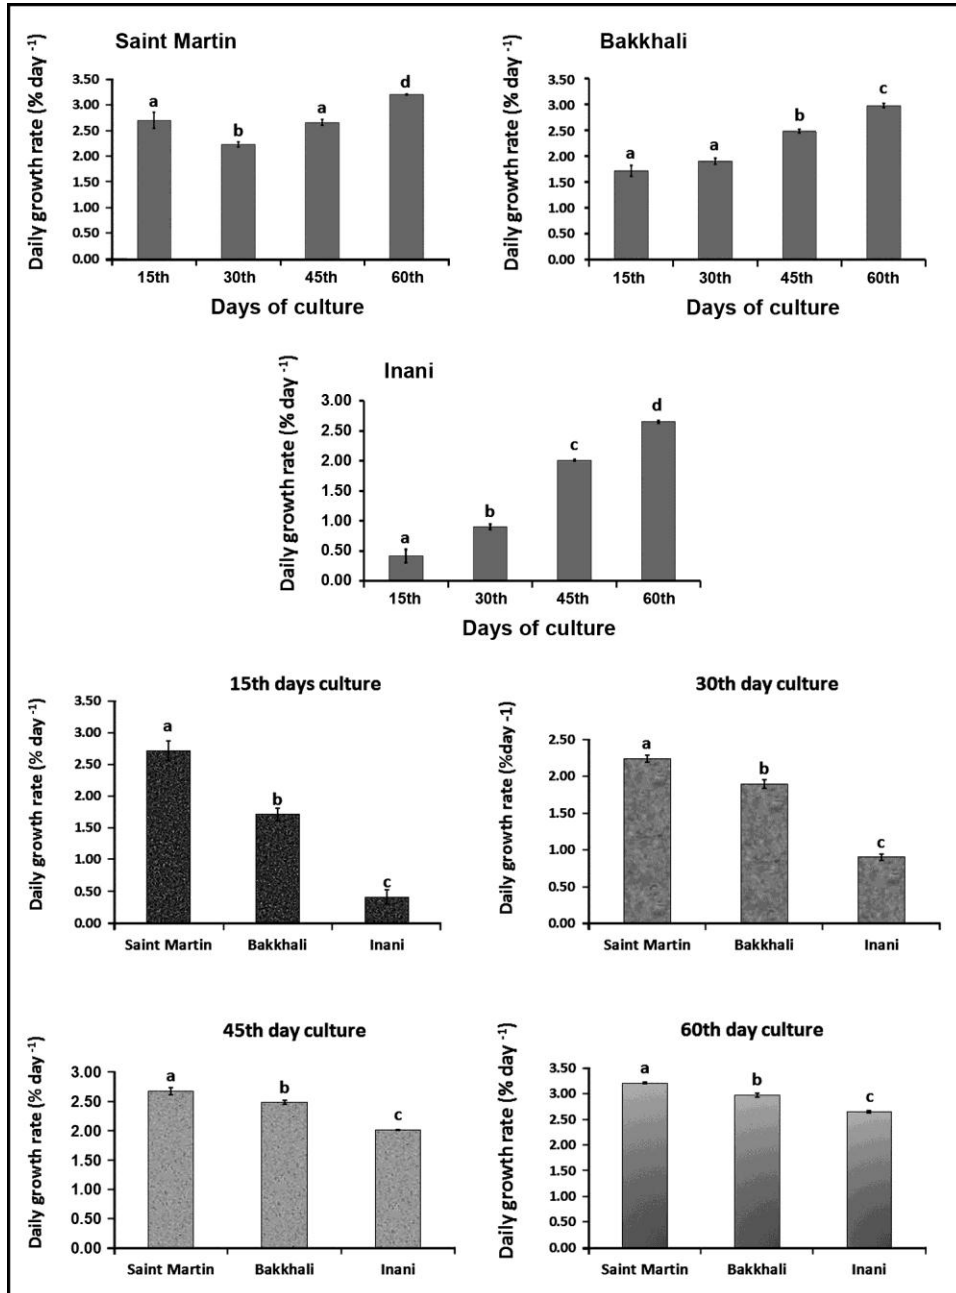 Saint Martin
Daily growth rate (% day -1)
3.50
3.00
2.50
2.00
1.50
1.00
0.50
0.00
a
b
a
d
15th 30th 45th 60th
Days of culture
Bakkhali
Daily growth rate (% day -1)
3.50
3.00
2.50
2.00
1.50
1.00
0.50
0.00
a
a
b
c
15th 30th 45th 60th
Days of culture
Inani
Daily growth rate (% day -1)
3.00
2.50
2.00
1.50
1.00
0.50
0.00
a
b
c
d
15th 30th 45th 60th
Days of culture
15th days culture
Daily growth rate (% day -1)
3.50
3.00
2.50
2.00
1.50
1.00
0.50
0.00
a
b
c
Saint Martin Bakkhali Inani
30th day culture
Daily growth rate (%day -1)
2.50
2.00
1.50
1.00
0.50
0.00
a
b
c
Saint Martin Bakkhali Inani
45th day culture
Daily growth rate (% day -1)
3.00
2.50
2.00
1.50
1.00
0.50
0.00
a
b
c
Saint Martin Bakkhali Inani
60th day culture
Daily growth rate (% day -1)
3.50
3.00
2.50
2.00
1.50
1.00
0.50
0.00
a
b
c
Saint Martin Bakkhali Inani